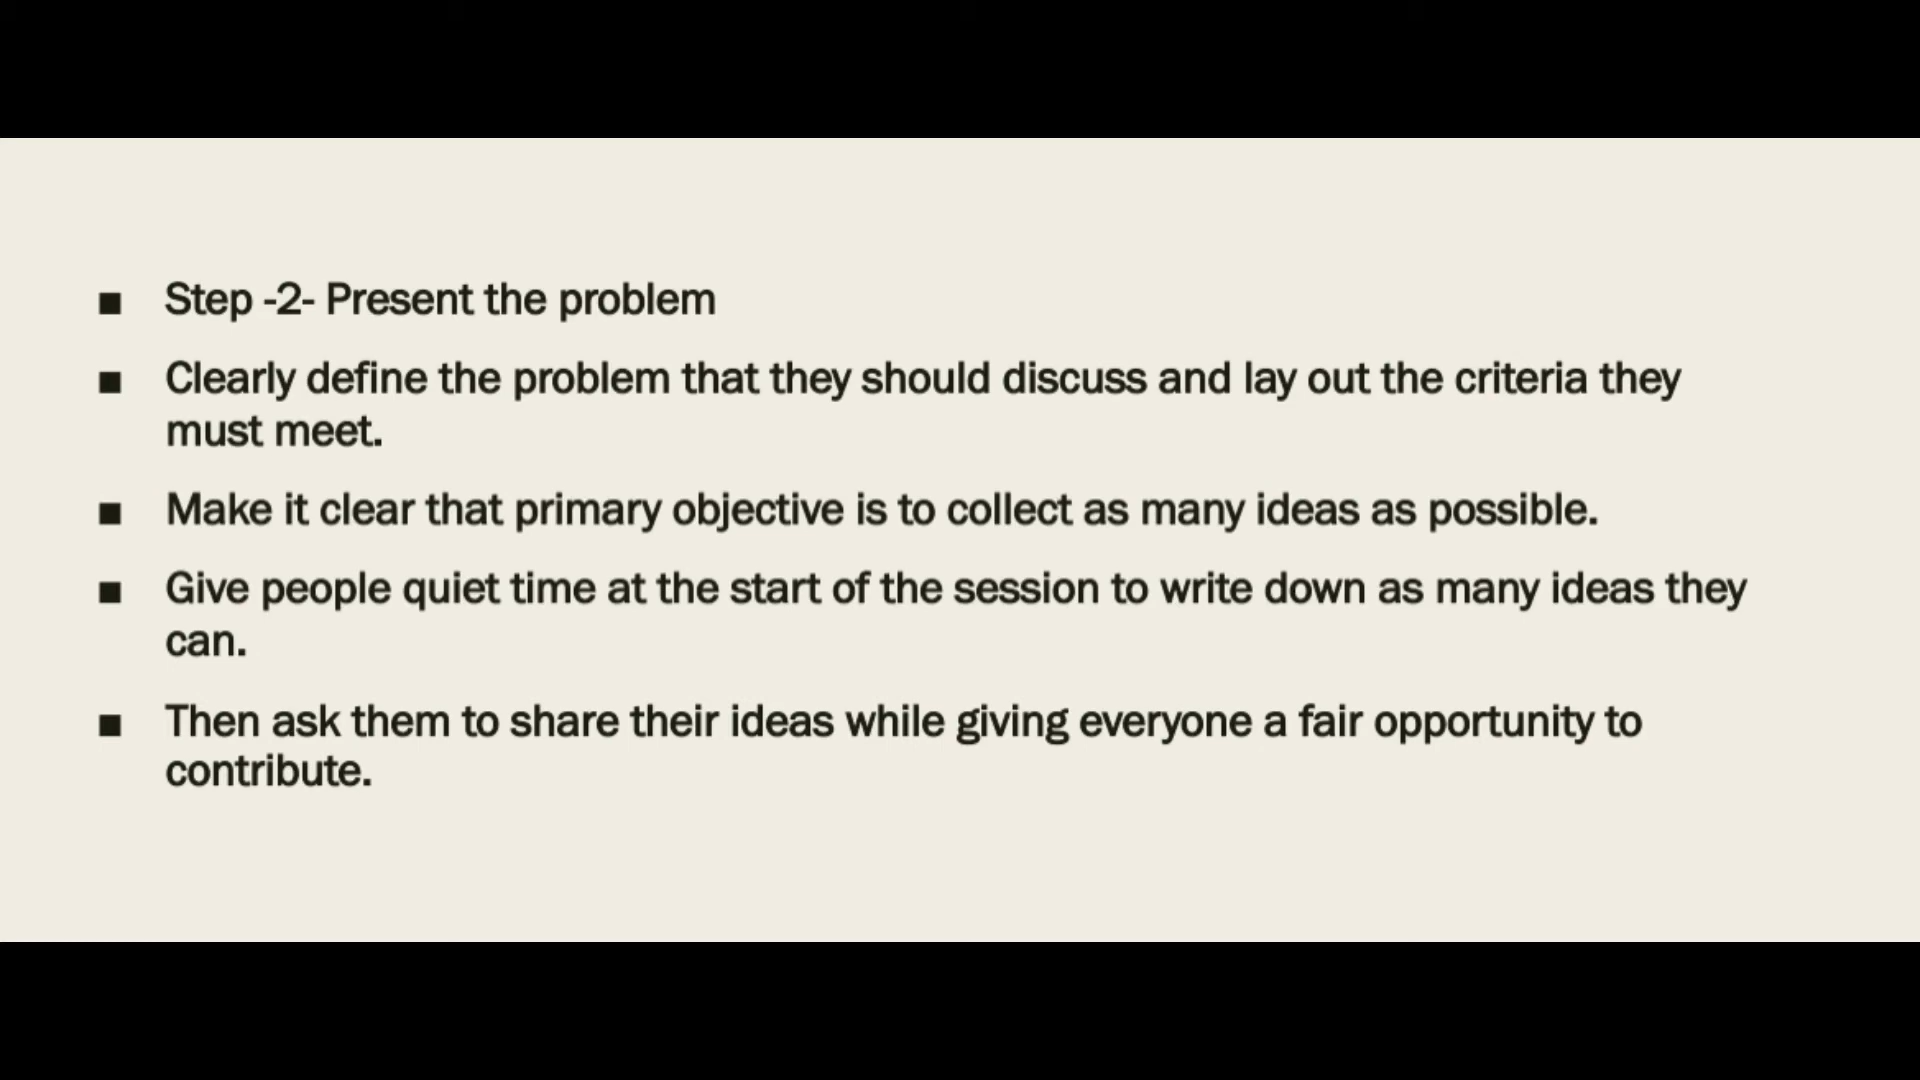 ■ Step -2- Present the problem
■ Clearly define the problem that they should discuss and lay out the criteria they
must meet.
■ Make it clear that primary objective is to collect as many ideas as possible.
■ Give people quiet time at the start of the session to write down as many ideas they
can.
■ Then ask them to share their ideas while giving everyone a fair opportunity to
contribute.